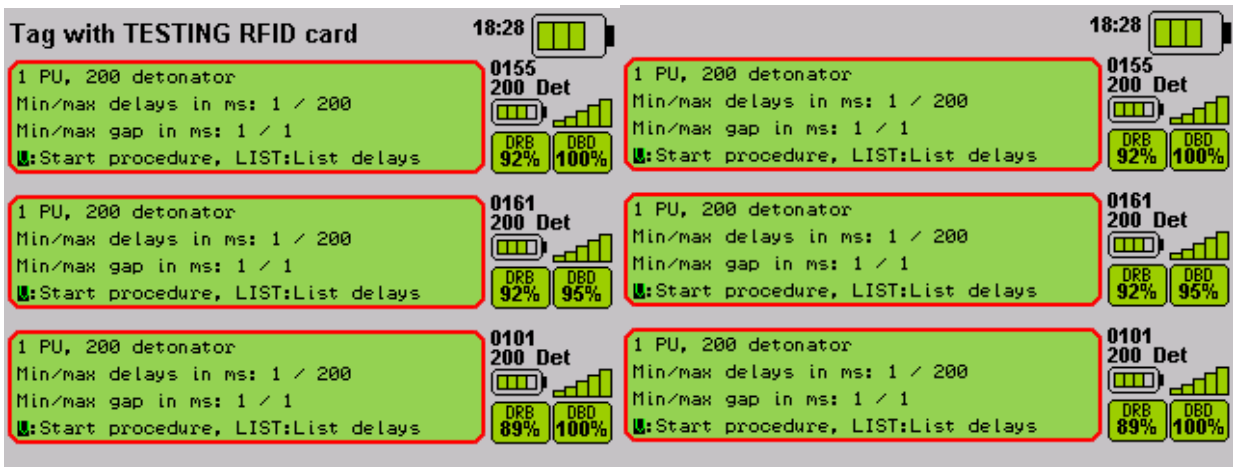 Tag with TESTING RFID card
18:28
1 PU, 200 detonator
Min/max delays in ms: 1 / 200
Min/max gap in ms: 1 / 1
:Start procedure, LIST:List delays
0155
200 Det
DRB 92% DBD 100%
1 PU, 200 detonator
Min/max delays in ms: 1 / 200
Min/max gap in ms: 1 / 1
:Start procedure, LIST:List delays
0161
200 Det
DRB 92% DBD 95%
1 PU, 200 detonator
Min/max delays in ms: 1 / 200
Min/max gap in ms: 1 / 1
:Start procedure, LIST:List delays
0101
200 Det
DRB 89% DBD 100%
18:28
1 PU, 200 detonator
Min/max delays in ms: 1 / 200
Min/max gap in ms: 1 / 1
:Start procedure, LIST:List delays
0155
200 Det
DRB 92% DBD 100%
1 PU, 200 detonator
Min/max delays in ms: 1 / 200
Min/max gap in ms: 1 / 1
:Start procedure, LIST:List delays
0161
200 Det
DRB 92% DBD 95%
1 PU, 200 detonator
Min/max delays in ms: 1 / 200
Min/max gap in ms: 1 / 1
:Start procedure, LIST:List delays
0101
200 Det
DRB 89% DBD 100%